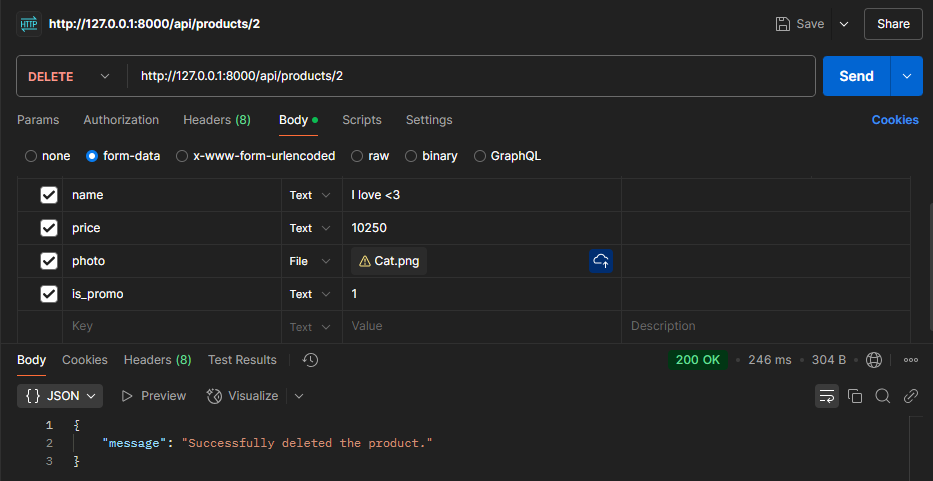 HTTP http://127.0.0.1:8000/api/products/2 Save Share
DELETE http://127.0.0.1:8000/api/products/2 Send
Params Authorization Headers (8) Body Scripts Settings Cookies
none form-data x-www-form-urlencoded raw binary GraphQL
name Text I love <3
price Text 10250
photo File Cat.png
is_promo Text 1
Key Text Value Description
Body Cookies Headers (8) Test Results 200 OK • 246 ms • 304 B •
{} JSON Preview Visualize
1 {
2 "message": "Successfully deleted the product."
3 }